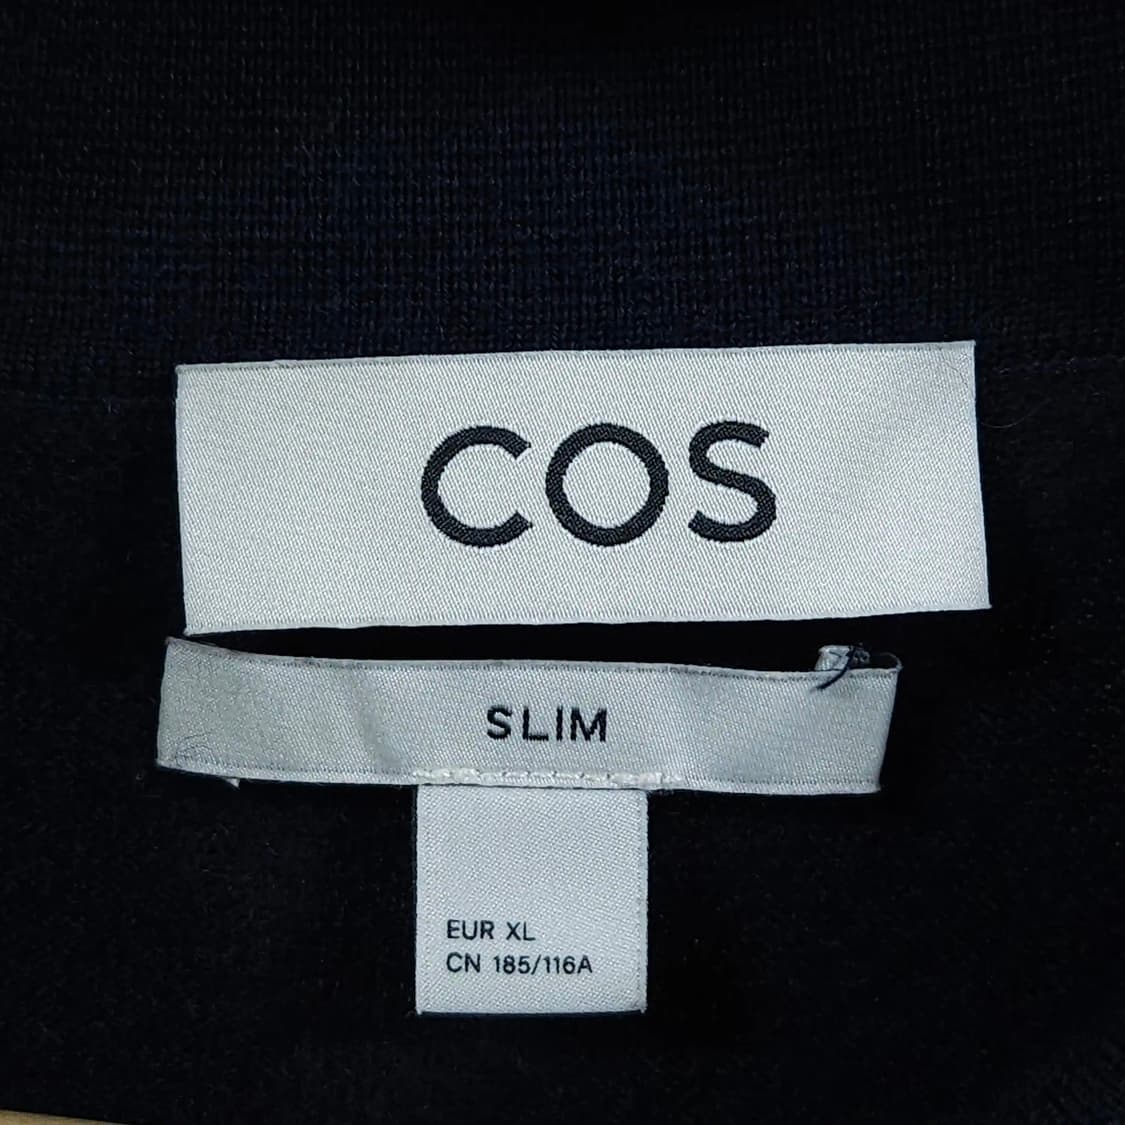 COS
SLIM
EUR XL
CN 185/116A